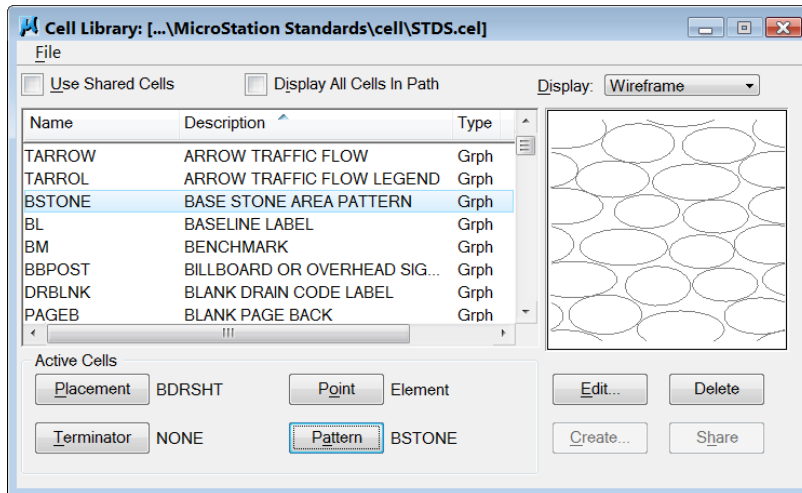 Cell Library: [...\MicroStation Standards\cell\STDS.cel]
File
Use Shared Cells Display All Cells In Path Display: Wireframe
Name Description Type
TARROW ARROW TRAFFIC FLOW Grph
TARROL ARROW TRAFFIC FLOW LEGEND Grph
BSTONE BASE STONE AREA PATTERN Grph
BL BASELINE LABEL Grph
BM BENCHMARK Grph
BBPOST BILLBOARD OR OVERHEAD SIG... Grph
DRBLNK BLANK DRAIN CODE LABEL Grph
PAGEB BLANK PAGE BACK Grph
Active Cells
Placement BDRSHT Point Element Edit... Delete
Terminator NONE Pattern BSTONE Create... Share